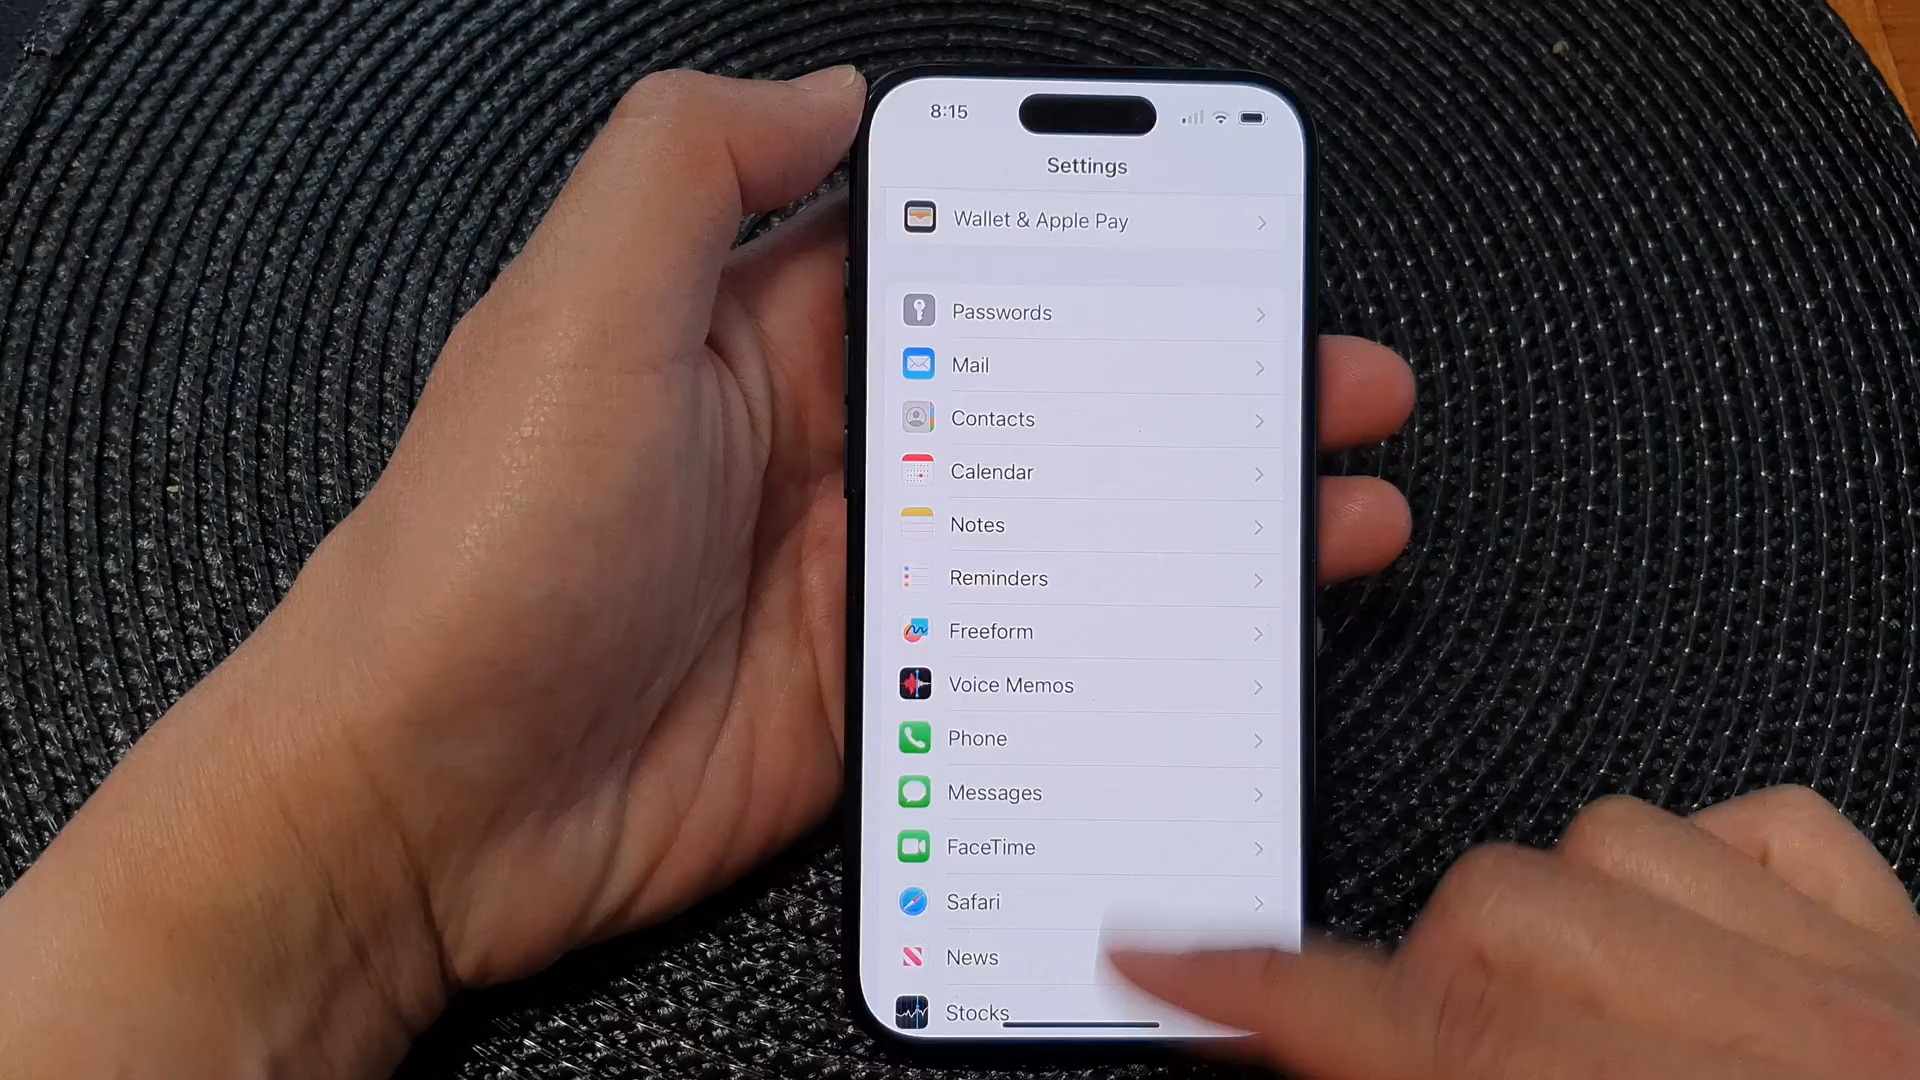 8:15
Settings
Wallet & Apple Pay
Passwords
Mail
Contacts
Calendar
Notes
Reminders
Freeform
Voice Memos
Phone
Messages
FaceTime
Safari
News
Stocks